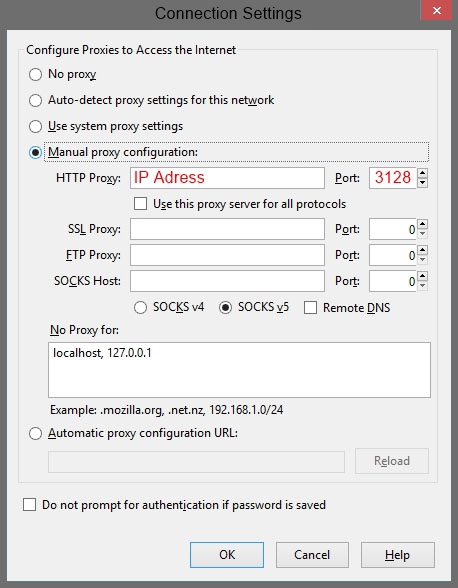 Connection Settings
Configure Proxies to Access the Internet
No proxy
Auto-detect proxy settings for this network
Use system proxy settings
Manual proxy configuration:
HTTP Proxy: IP Adress Port: 3128
Use this proxy server for all protocols
SSL Proxy: Port: 0
FTP Proxy: Port: 0
SOCKS Host: Port: 0
SOCKS v4 SOCKS v5 Remote DNS
No Proxy for:
localhost, 127.0.0.1
Example: .mozilla.org, .net.nz, 192.168.1.0/24
Automatic proxy configuration URL:
Reload
Do not prompt for authentication if password is saved
OK Cancel Help